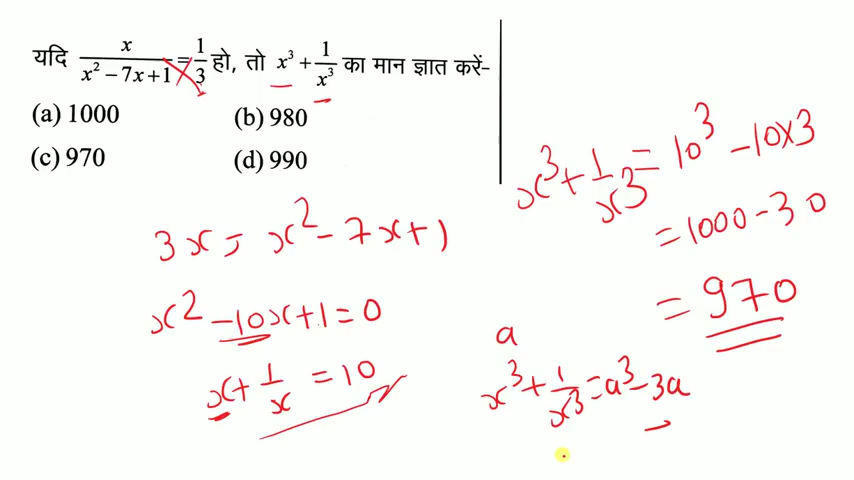 यदि x / (x² − 7x + 1) = 1/3 हो, तो x³ + 1/x³ का मान ज्ञात करें-
(a) 1000 (b) 980
(c) 970 (d) 990
3x = x² - 7x + 1
x² - 10x + 1 = 0
x + 1/x = 10
x³ + 1/x³ = 10³ - 10×3
= 1000 - 30
= 970
a
x³ + 1/x³ = a³ - 3a